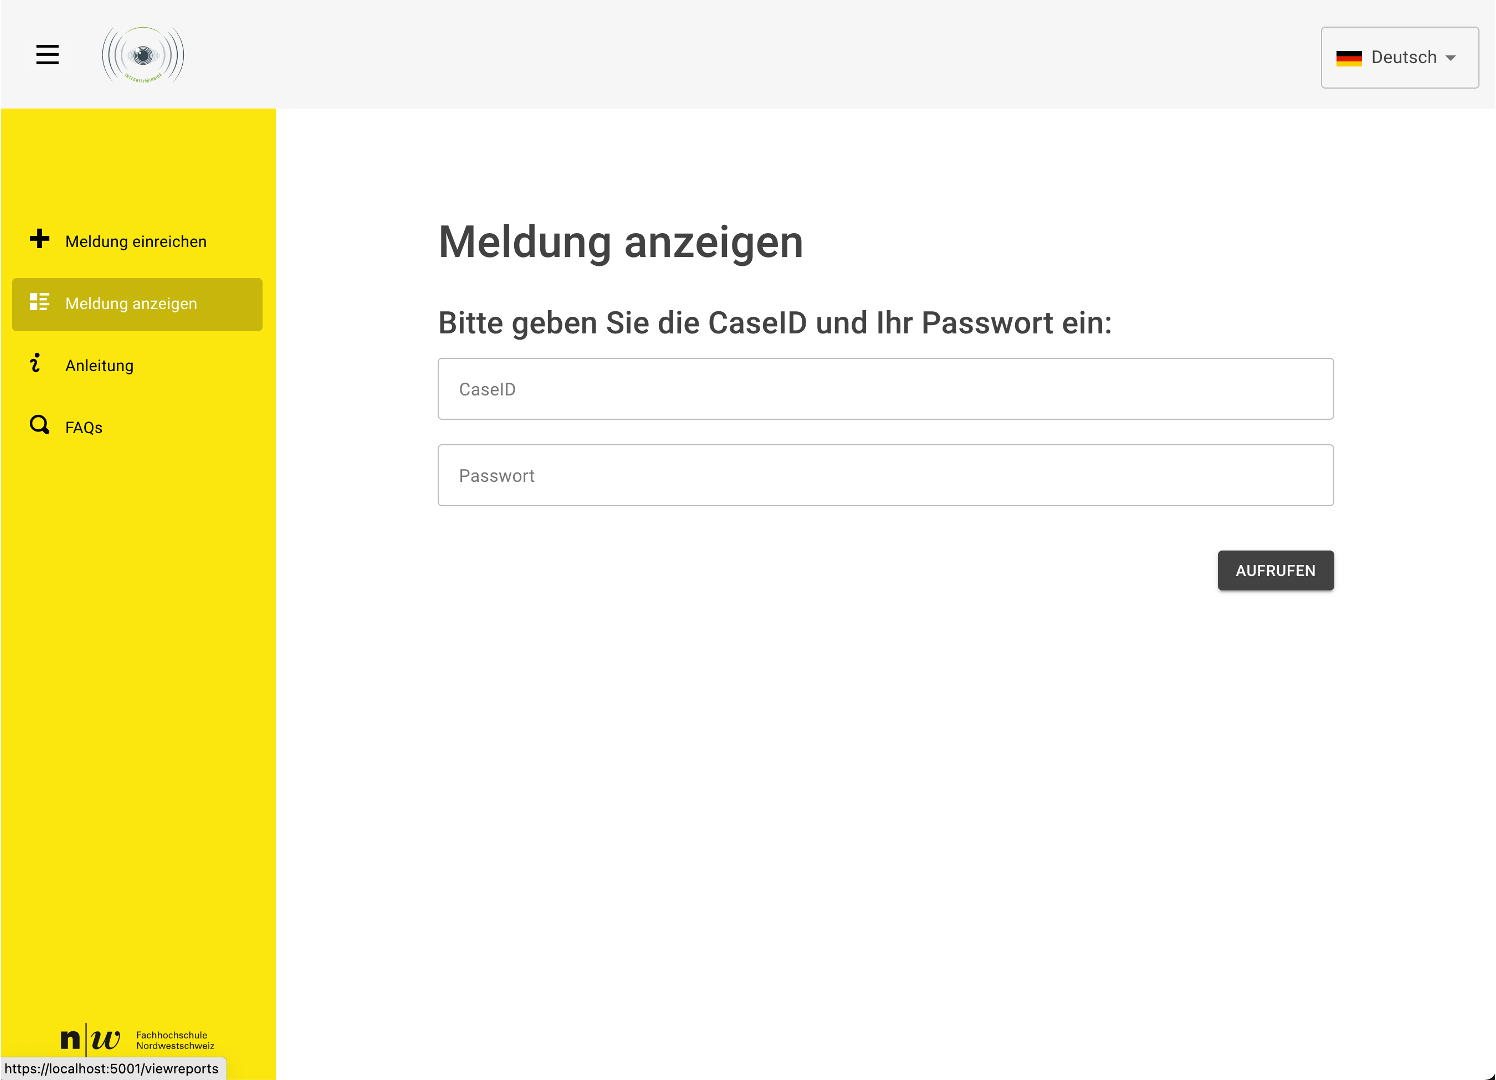 Deutsch
Meldung einreichen
Meldung anzeigen
Anleitung
FAQs
Meldung anzeigen
Bitte geben Sie die CaseID und Ihr Passwort ein:
CaseID
Passwort
AUFRUFEN
n|w
Fachhochschule
Nordwestschweiz
https://localhost:5001/viewreports